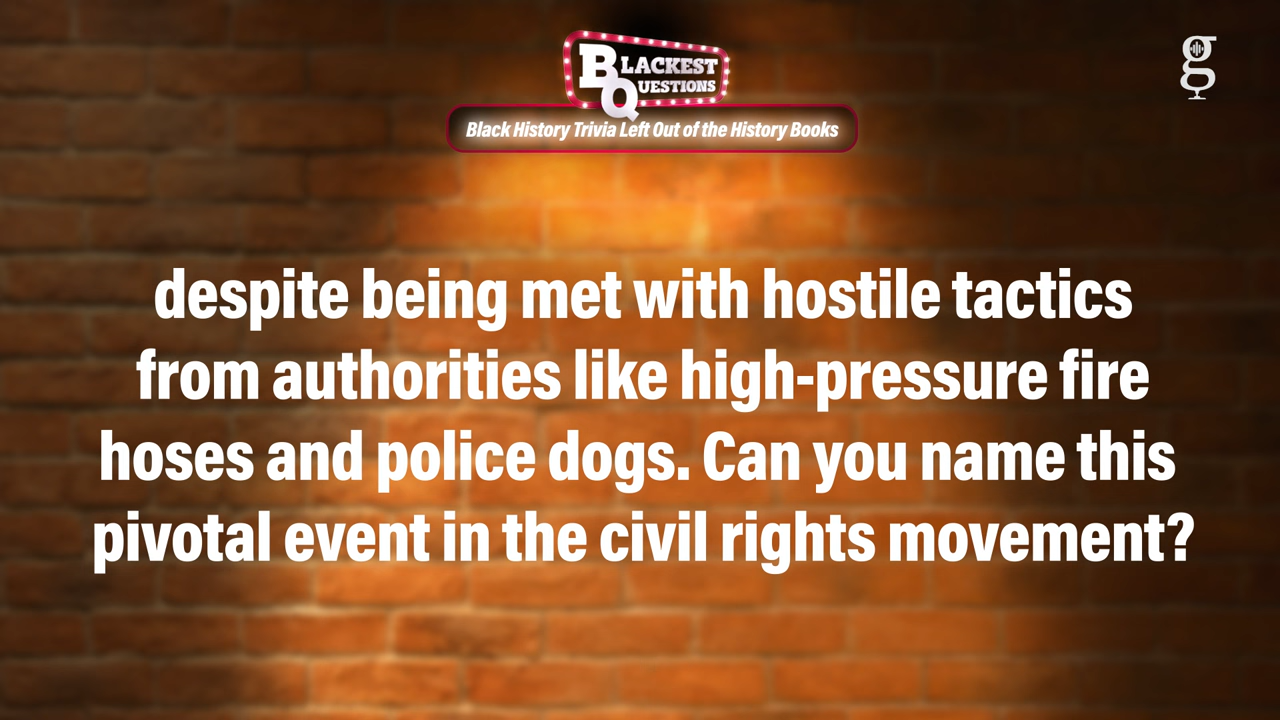 BLACKEST
QUESTIONS
Black History Trivia Left Out of the History Books
g
despite being met with hostile tactics
from authorities like high-pressure fire
hoses and police dogs. Can you name this
pivotal event in the civil rights movement?